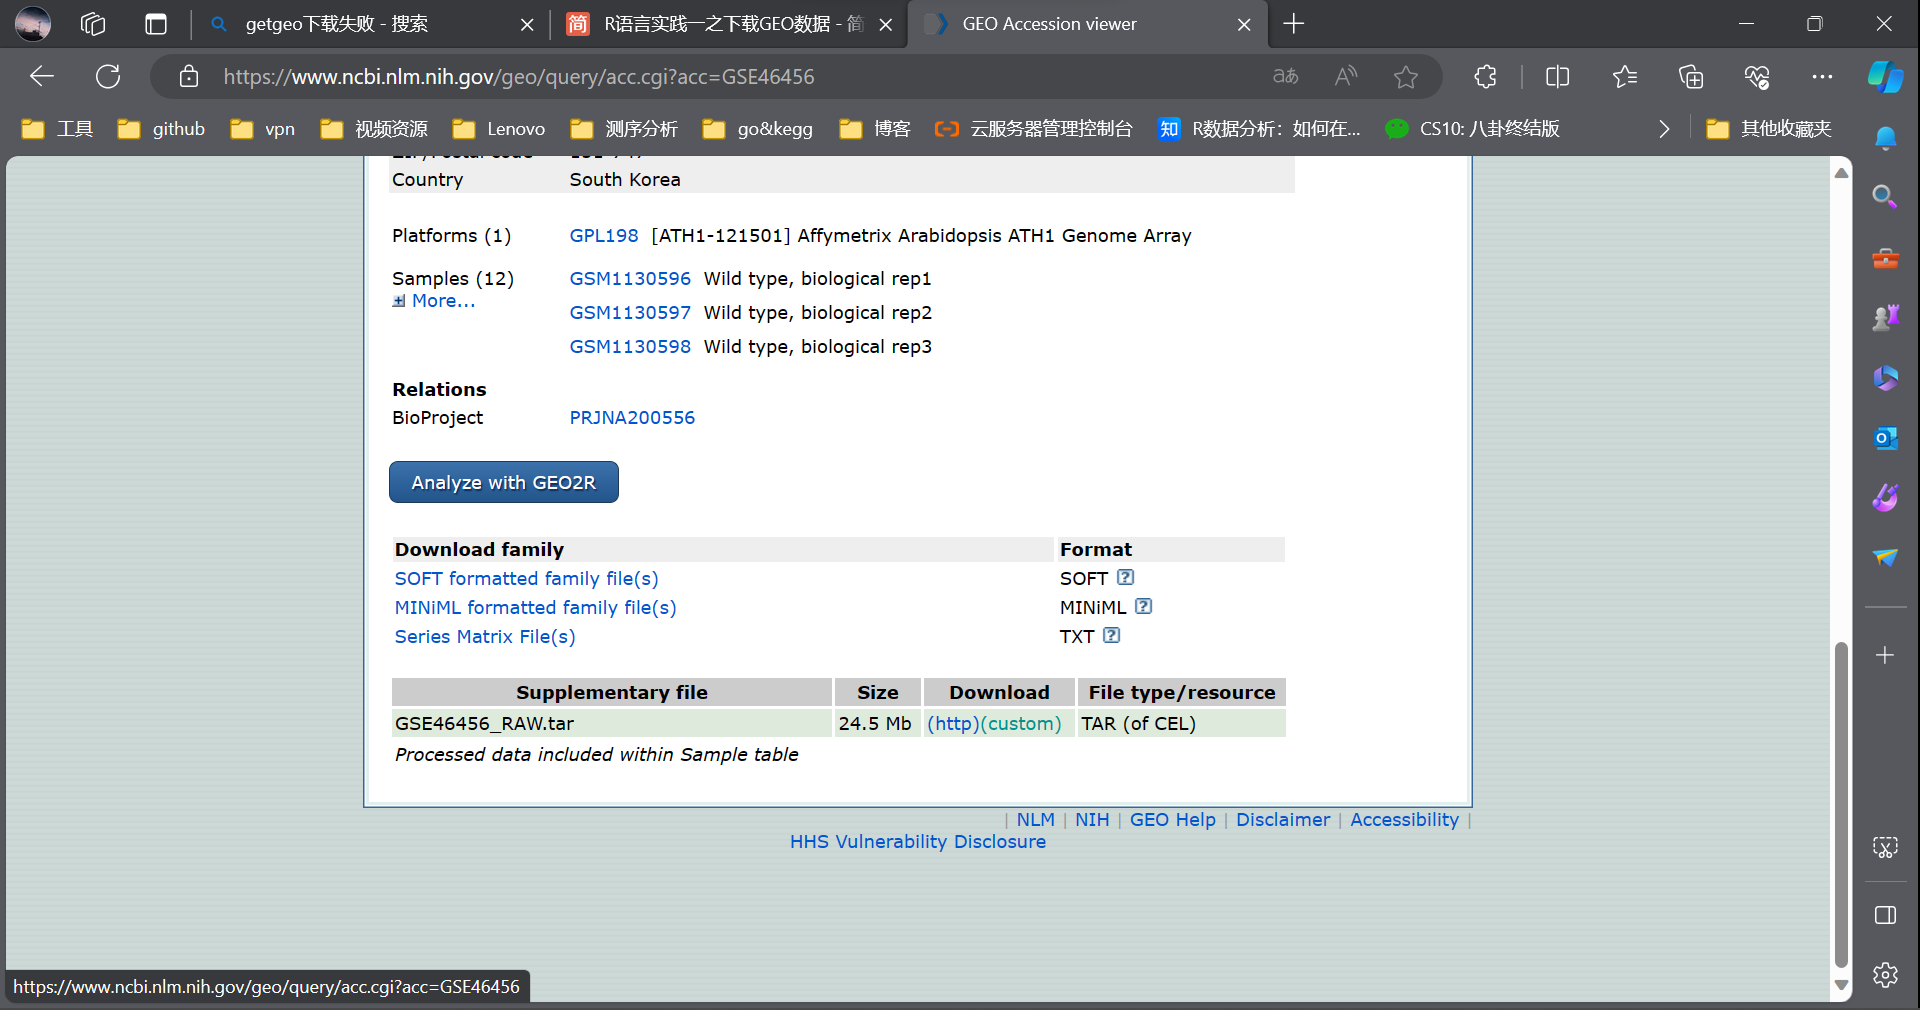 getgeo下载失败 - 搜索
简 R语言实践一之下载GEO数据 - 简
GEO Accession viewer
https://www.ncbi.nlm.nih.gov/geo/query/acc.cgi?acc=GSE46456
工具 github vpn 视频资源 Lenovo 测序分析 go&kegg 博客 云服务器管理控制台 知 R数据分析：如何在... CS10: 八卦终结版 其他收藏夹
Country South Korea
Platforms (1) GPL198 [ATH1-121501] Affymetrix Arabidopsis ATH1 Genome Array
Samples (12) GSM1130596 Wild type, biological rep1
More...
GSM1130597 Wild type, biological rep2
GSM1130598 Wild type, biological rep3
Relations
BioProject PRJNA200556
Analyze with GEO2R
Download family Format
SOFT formatted family file(s) SOFT ?
MINiML formatted family file(s) MINiML ?
Series Matrix File(s) TXT ?
Supplementary file Size Download File type/resource
GSE46456_RAW.tar 24.5 Mb (http)(custom) TAR (of CEL)
Processed data included within Sample table
| NLM | NIH | GEO Help | Disclaimer | Accessibility |
HHS Vulnerability Disclosure
https://www.ncbi.nlm.nih.gov/geo/query/acc.cgi?acc=GSE46456